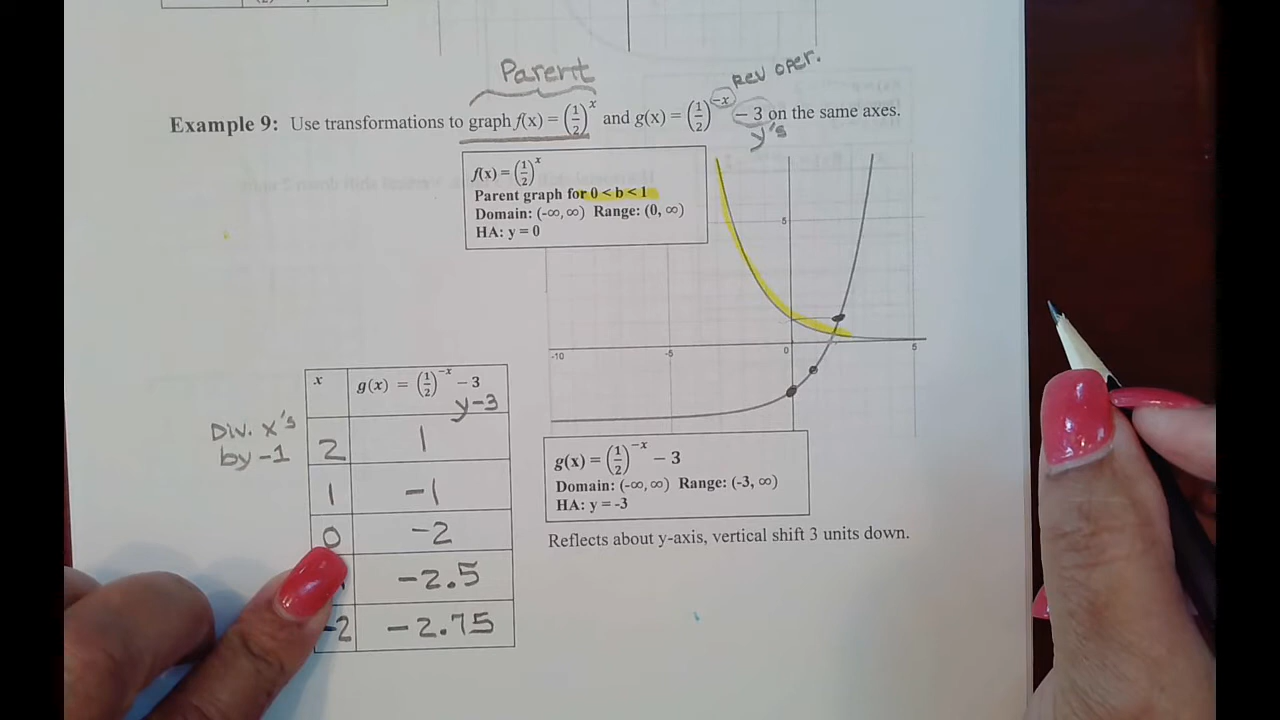 Parent
Rev oper.
Example 9: Use transformations to graph f(x) = (1/2)^x and g(x) = (1/2)^-x - 3 on the same axes.
y's
f(x) = (1/2)^x
Parent graph for 0 < b < 1
Domain: (-∞, ∞) Range: (0, ∞)
HA: y = 0
5
-10 -5 0 5
x g(x) = (1/2)^-x - 3
y-3
Div. x's
by -1
2 1
1 -1
0 -2
-2.5
-2 -2.75
g(x) = (1/2)^-x - 3
Domain: (-∞, ∞) Range: (-3, ∞)
HA: y = -3
Reflects about y-axis, vertical shift 3 units down.